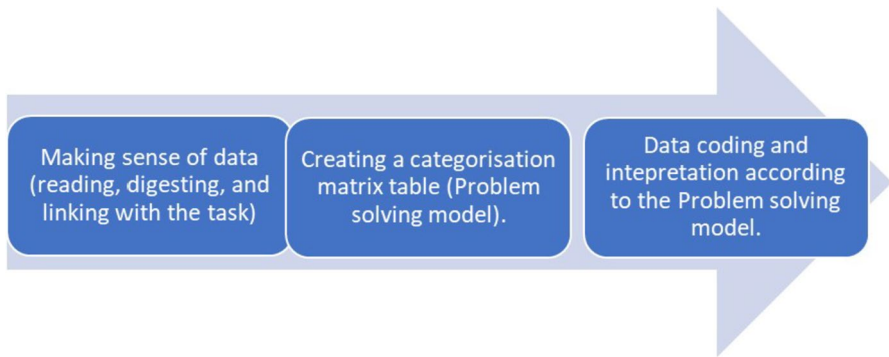 Making sense of data
(reading, digesting, and
linking with the task)
Creating a categorisation
matrix table (Problem
solving model).
Data coding and
intepretation according
to the Problem solving
model.